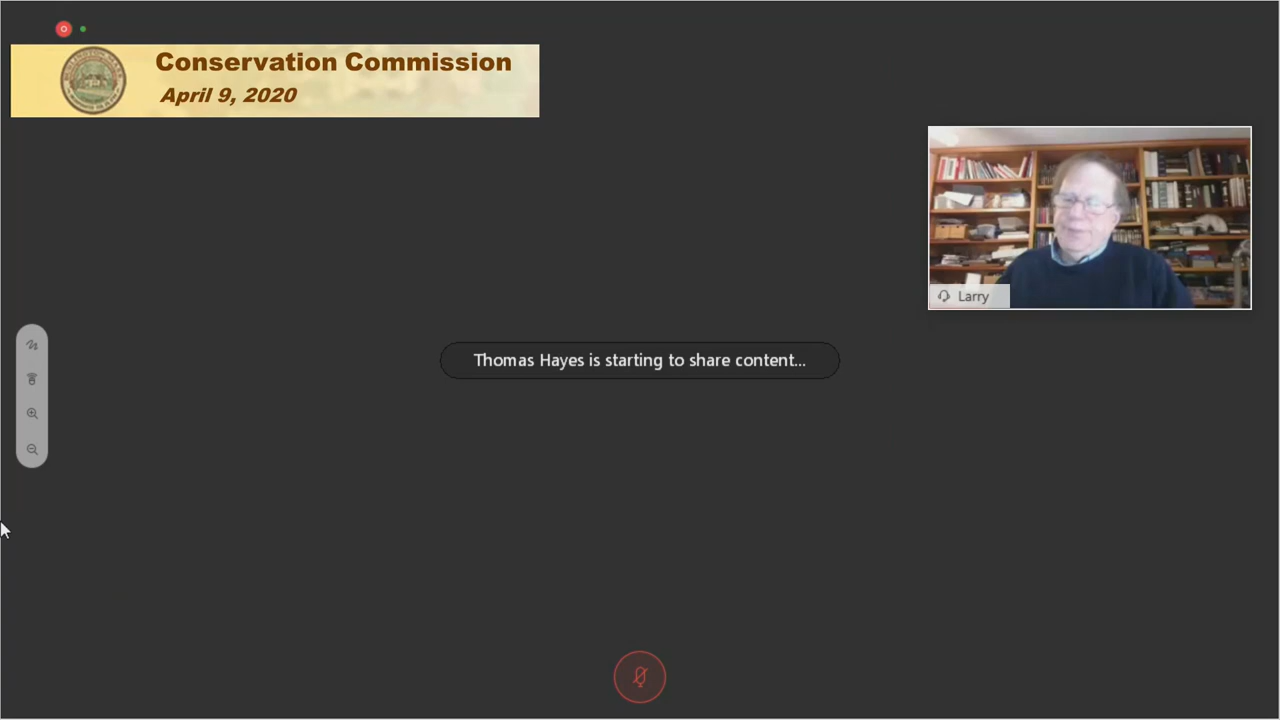 Conservation Commission
April 9, 2020
Larry
Thomas Hayes is starting to share content...